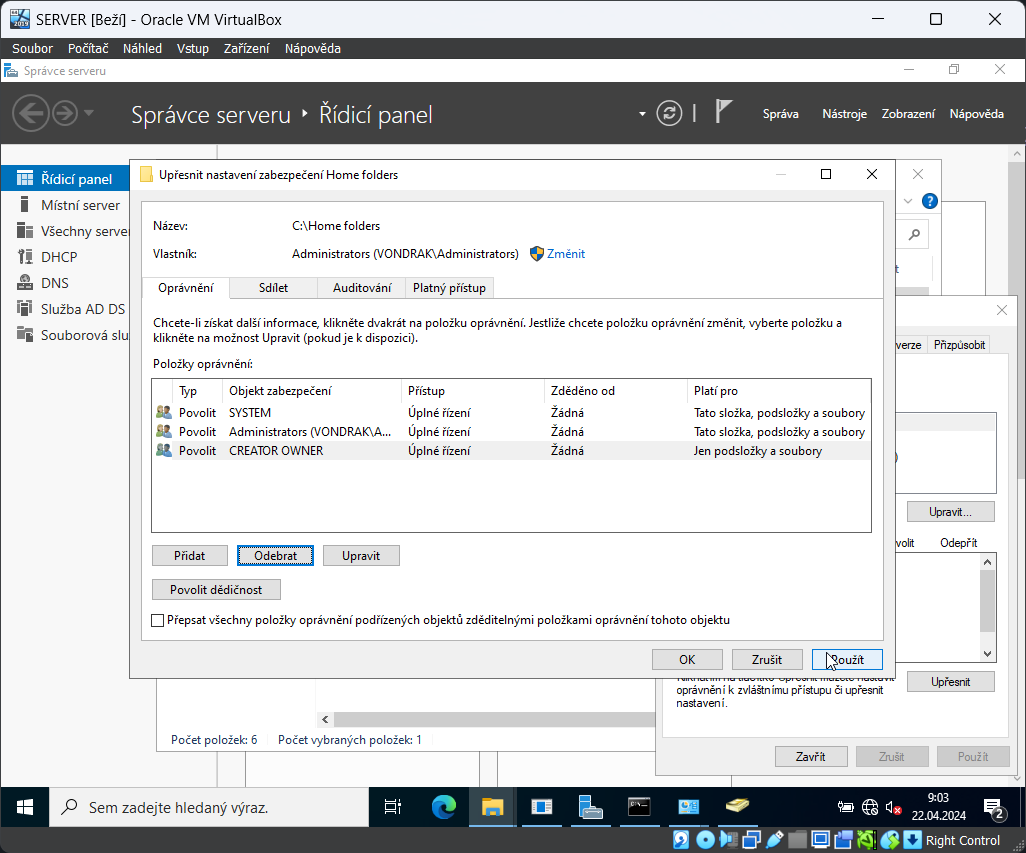 SERVER [Beží] - Oracle VM VirtualBox
Soubor Počítač Náhled Vstup Zařízení Nápověda
Správce serveru
Správce serveru ‣ Řídicí panel
Správa Nástroje Zobrazení Nápověda
Řídicí panel
Místní server
Všechny server
DHCP
DNS
Služba AD DS
Souborová slu
Upřesnit nastavení zabezpečení Home folders
Název: C:\Home folders
Vlastník: Administrators (VONDRAK\Administrators) Změnit
Oprávnění Sdílet Auditování Platný přístup
Chcete-li získat další informace, klikněte dvakrát na položku oprávnění. Jestliže chcete položku oprávnění změnit, vyberte položku a
klikněte na možnost Upravit (pokud je k dispozici).
Položky oprávnění:
Typ Objekt zabezpečení Přístup Zděděno od Platí pro
Povolit SYSTEM Úplné řízení Žádná Tato složka, podsložky a soubory
Povolit Administrators (VONDRAK\A... Úplné řízení Žádná Tato složka, podsložky a soubory
Povolit CREATOR OWNER Úplné řízení Žádná Jen podsložky a soubory
Přidat Odebrat Upravit
Povolit dědičnost
Přepsat všechny položky oprávnění podřízených objektů zděditelnými položkami oprávnění tohoto objektu
OK Zrušit Použít
?
t
verze Přizpůsobit
Upravit...
volit Odepřít
Kliknutím na tlačítko Upřesnit můžete nastavit
oprávnění k zvláštnímu přístupu či upřesnit
nastavení.
Upřesnit
Zavřít Zrušit Použít
Počet položek: 6 Počet vybraných položek: 1
Sem zadejte hledaný výraz.
9:03
22.04.2024
2
Right Control